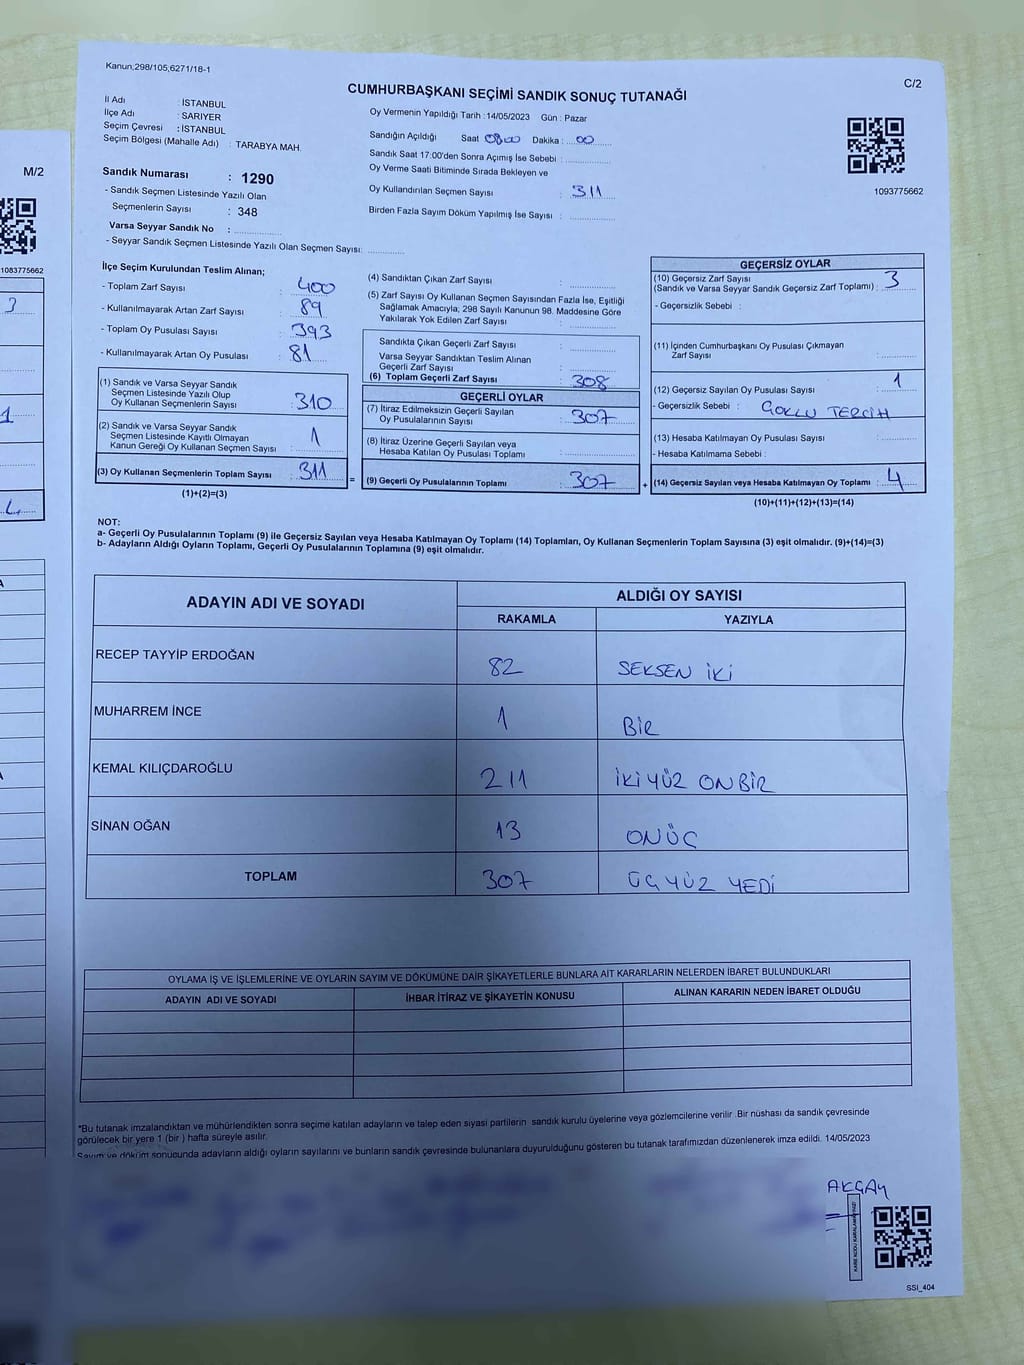 Kanun,298/105,6271/18-1
C/2
CUMHURBAŞKANI SEÇİMİ SANDIK SONUÇ TUTANAĞI
İl Adı : İSTANBUL
İlçe Adı : SARIYER
Seçim Çevresi : İSTANBUL
Seçim Bölgesi (Mahalle Adı) : TARABYA MAH.
Sandık Numarası : 1290
- Sandık Seçmen Listesinde Yazılı Olan
Seçmenlerin Sayısı : 348
Varsa Seyyar Sandık No :
- Seyyar Sandık Seçmen Listesinde Yazılı Olan Seçmen Sayısı:
Oy Vermenin Yapıldığı Tarih : 14/05/2023 Gün : Pazar
Sandığın Açıldığı Saat 08:00 Dakika : 00
Sandık Saat 17:00'den Sonra Açımış İse Sebebi :
Oy Verme Saati Bitiminde Sırada Bekleyen ve
Oy Kullandırılan Seçmen Sayısı : 311
Birden Fazla Sayım Döküm Yapılmış İse Sayısı :
1093775662
İlçe Seçim Kurulundan Teslim Alınan;
- Toplam Zarf Sayısı : 400
- Kullanılmayarak Artan Zarf Sayısı : 89
- Toplam Oy Pusulası Sayısı : 393
- Kullanılmayarak Artan Oy Pusulası : 81
(1) Sandık ve Varsa Seyyar Sandık
Seçmen Listesinde Yazılı Olup
Oy Kullanan Seçmenlerin Sayısı : 310
(2) Sandık ve Varsa Seyyar Sandık
Seçmen Listesinde Kayıtlı Olmayan
Kanun Gereği Oy Kullanan Seçmen Sayısı : 1
(3) Oy Kullanan Seçmenlerin Toplam Sayısı : 311
(1)+(2)=(3)
(4) Sandıktan Çıkan Zarf Sayısı :
(5) Zarf Sayısı Oy Kullanan Seçmen Sayısından Fazla İse, Eşitliği
Sağlamak Amacıyla; 298 Sayılı Kanunun 98. Maddesine Göre
Yakılarak Yok Edilen Zarf Sayısı :
Sandıkta Çıkan Geçerli Zarf Sayısı :
Varsa Seyyar Sandıktan Teslim Alınan
Geçerli Zarf Sayısı :
(6) Toplam Geçerli Zarf Sayısı : 308
GEÇERLİ OYLAR
(7) İtiraz Edilmeksizin Geçerli Sayılan
Oy Pusulasının Sayısı : 307
(8) İtiraz Üzerine Geçerli Sayılan veya
Hesaba Katılan Oy Pusulası Toplamı :
= (9) Geçerli Oy Pusulalarının Toplamı : 307
GEÇERSİZ OYLAR
(10) Geçersiz Zarf Sayısı
(Sandık ve Varsa Seyyar Sandık Geçersiz Zarf Toplamı) : 3
- Geçersizlik Sebebi :
(11) İçinden Cumhurbaşkanı Oy Pusulası Çıkmayan
Zarf Sayısı :
(12) Geçersiz Sayılan Oy Pusulası Sayısı : 1
- Geçersizlik Sebebi : ÇOKLU TERCİH
(13) Hesaba Katılmayan Oy Pusulası Sayısı :
- Hesaba Katılmama Sebebi :
+ (14) Geçersiz Sayılan veya Hesaba Katılmayan Oy Toplamı : 4
(10)+(11)+(12)+(13)=(14)
NOT:
a- Geçerli Oy Pusulalarının Toplamı (9) ile Geçersiz Sayılan veya Hesaba Katılmayan Oy Toplamı (14) Toplamları, Oy Kullanan Seçmenlerin Toplam Sayısına (3) eşit olmalıdır. (9)+(14)=(3)
b- Adayların Aldığı Oyların Toplamı, Geçerli Oy Pusulalarının Toplamına (9) eşit olmalıdır.
ADAYIN ADI VE SOYADI
ALDIĞI OY SAYISI
RAKAMLA YAZIYLA
RECEP TAYYİP ERDOĞAN 82 SEKSEN İKİ
MUHARREM İNCE 1 BİR
KEMAL KILIÇDAROĞLU 211 İKİ YÜZ ONBİR
SİNAN OĞAN 13 ONÜÇ
TOPLAM 307 ÜÇ YÜZ YEDİ
OYLAMA İŞ VE İŞLEMLERİNE VE OYLARIN SAYIM VE DÖKÜMÜNE DAİR ŞİKAYETLERLE BUNLARA AİT KARARLARIN NELERDEN İBARET BULUNDUKLARI
ADAYIN ADI VE SOYADI İHBAR İTİRAZ VE ŞİKAYETİN KONUSU ALINAN KARARIN NEDEN İBARET OLDUĞU
*Bu tutanak imzalandıktan ve mühürlendikten sonra seçime katılan adayların ve talep eden siyasi partilerin sandık kurulu üyelerine veya gözlemcilerine verilir .Bir nüshası da sandık çevresinde
görülecek bir yere 1 (bir ) hafta süreyle asılır.
Sayım ve döküm sonucunda adayların aldığı oyların sayılarını ve bunların sandık çevresinde bulunanlara duyurulduğunu gösteren bu tutanak tarafımızdan düzenlenerek imza edildi. 14/05/2023
AKÇAY
KARE KODU KARALAMAYINIZ!
SSI_404
M/2
1083775662
3
1